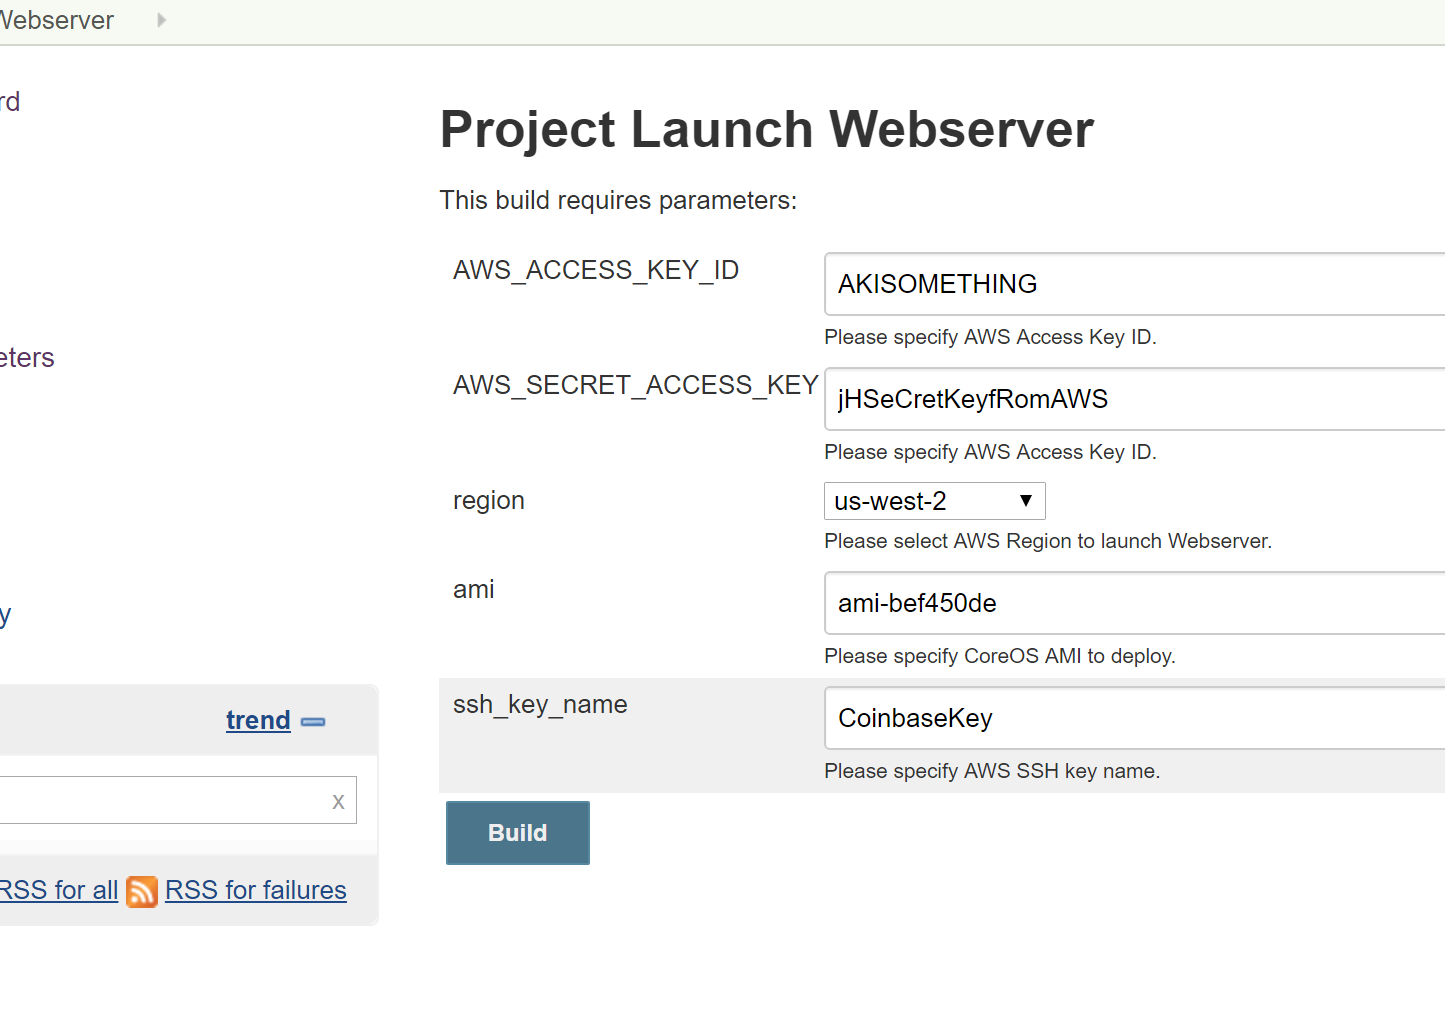 Webserver
rd
eters
y
trend
x
RSS for all RSS for failures
Project Launch Webserver
This build requires parameters:
AWS_ACCESS_KEY_ID
AKISOMETHING
Please specify AWS Access Key ID.
AWS_SECRET_ACCESS_KEY
jHSeCretKeyfRomAWS
Please specify AWS Access Key ID.
region
us-west-2
Please select AWS Region to launch Webserver.
ami
ami-bef450de
Please specify CoreOS AMI to deploy.
ssh_key_name
CoinbaseKey
Please specify AWS SSH key name.
Build